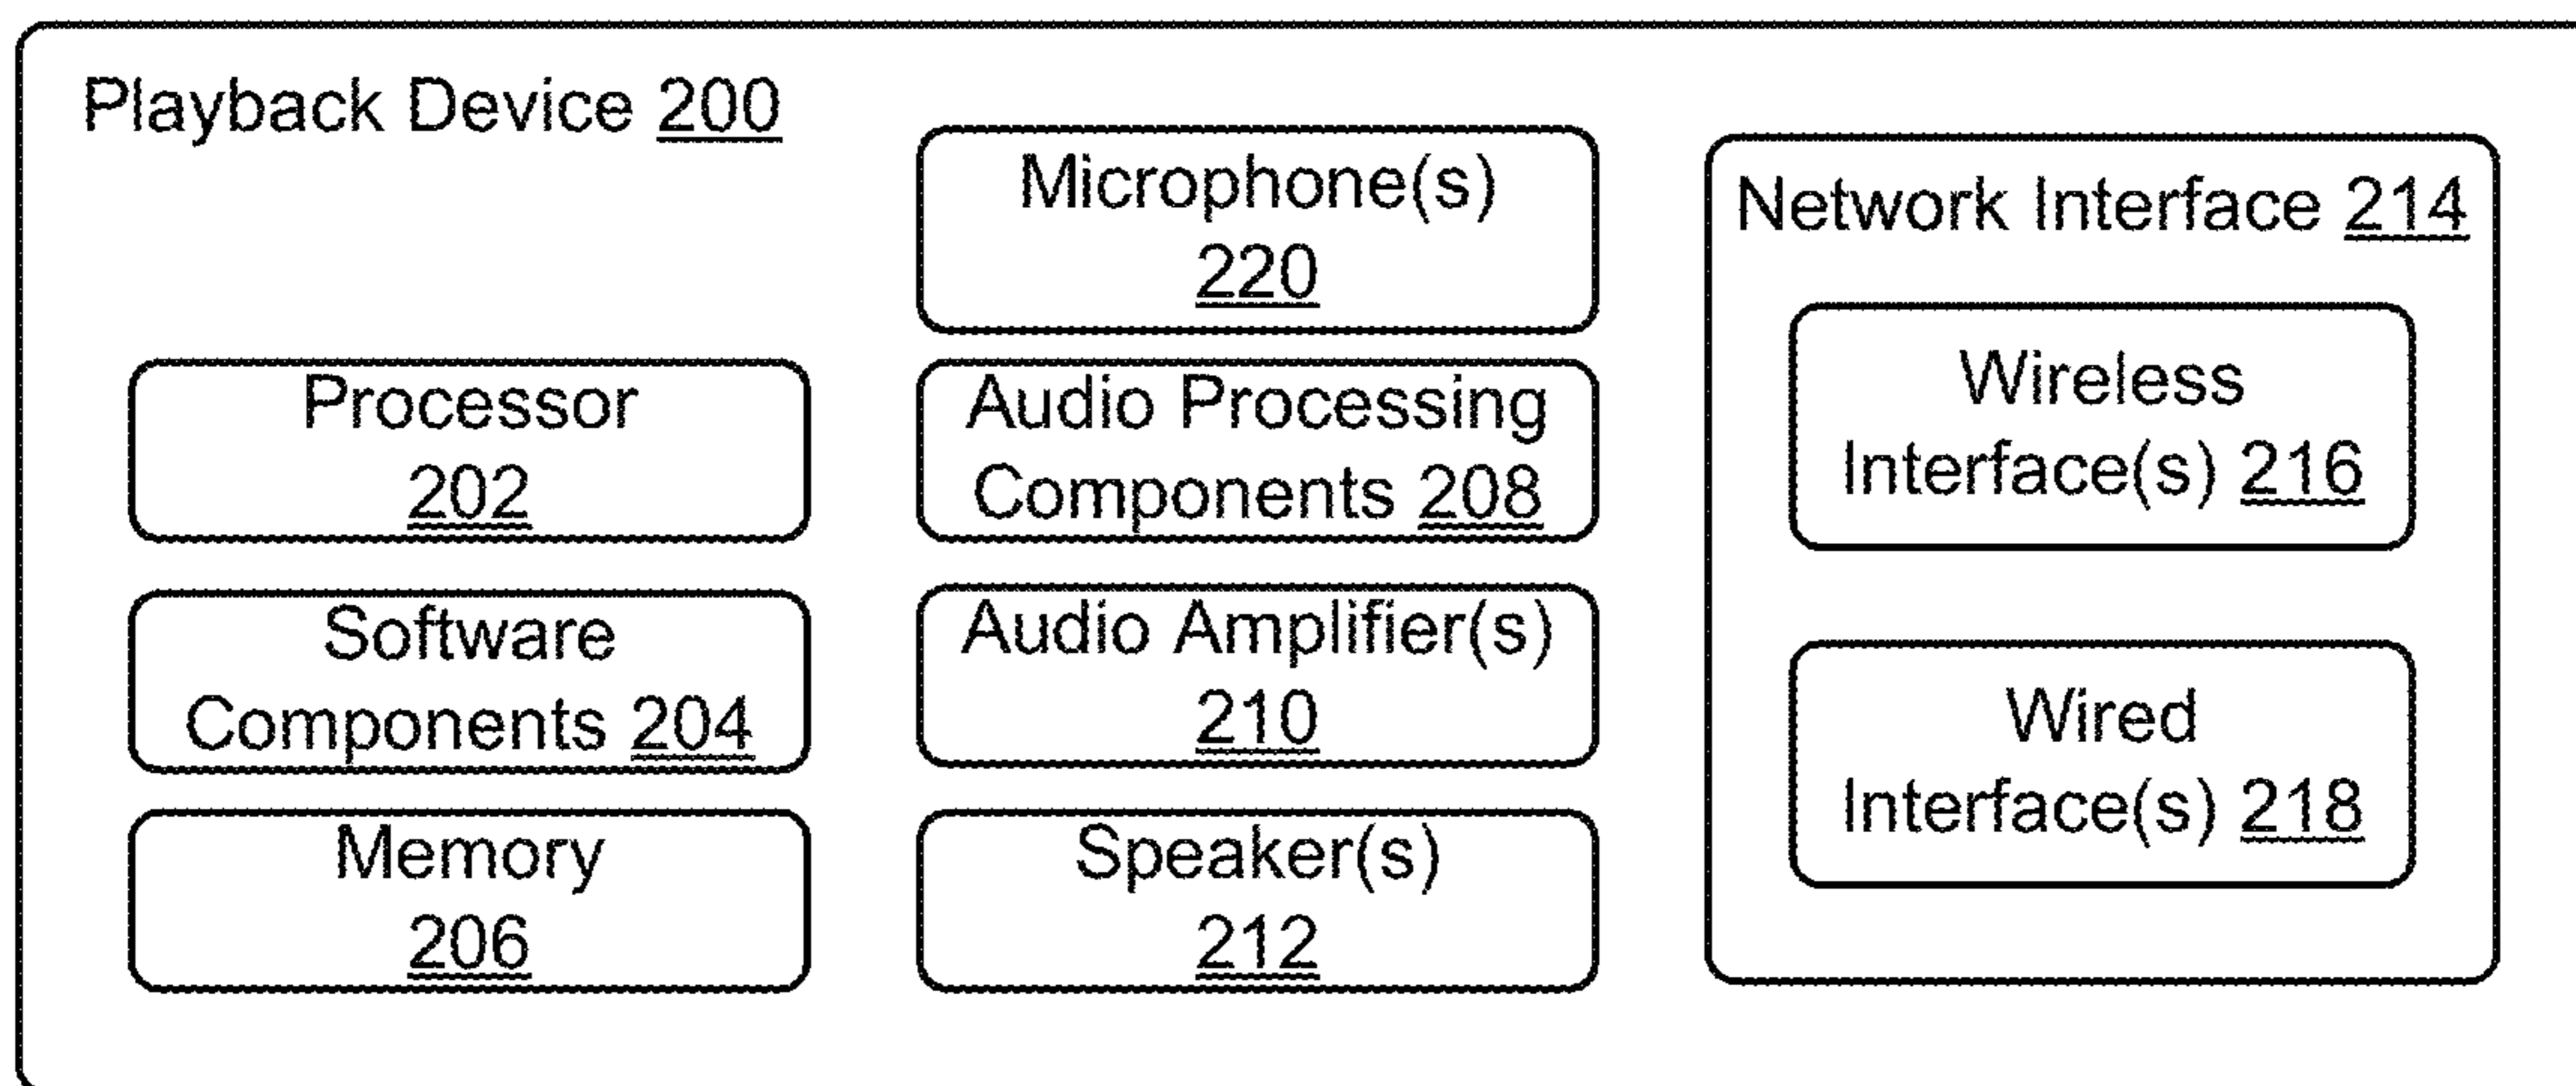 Playback Device 200
Processor
202
Software
Components 204
Memory
206
Microphone(s)
220
Audio Processing
Components 208
Audio Amplifier(s)
210
Speaker(s)
212
Network Interface 214
Wireless
Interface(s) 216
Wired
Interface(s) 218